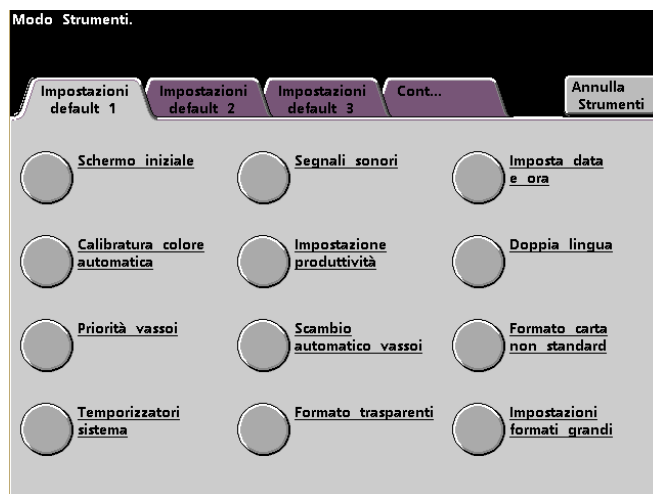 Modo Strumenti.
Impostazioni
default 1
Impostazioni
default 2
Impostazioni
default 3
Cont...
Annulla
Strumenti
Schermo iniziale
Segnali sonori
Imposta data
e ora
Calibratura colore
automatica
Impostazione
produttività
Doppia lingua
Priorità vassoi
Scambio
automatico vassoi
Formato carta
non standard
Temporizzatori
sistema
Formato trasparenti
Impostazioni
formati grandi